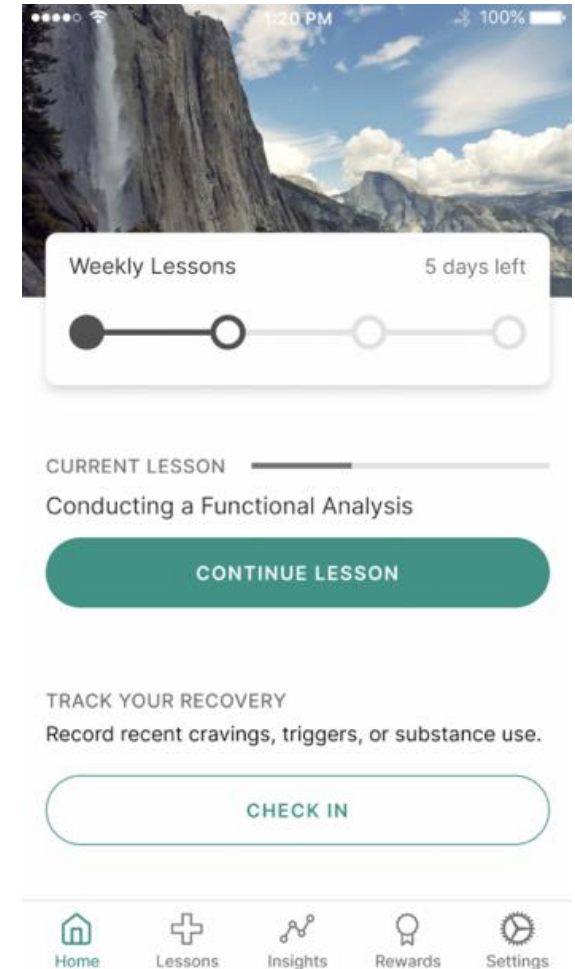 1:20 PM 100%
Weekly Lessons 5 days left
CURRENT LESSON
Conducting a Functional Analysis
CONTINUE LESSON
TRACK YOUR RECOVERY
Record recent cravings, triggers, or substance use.
CHECK IN
Home Lessons Insights Rewards Settings